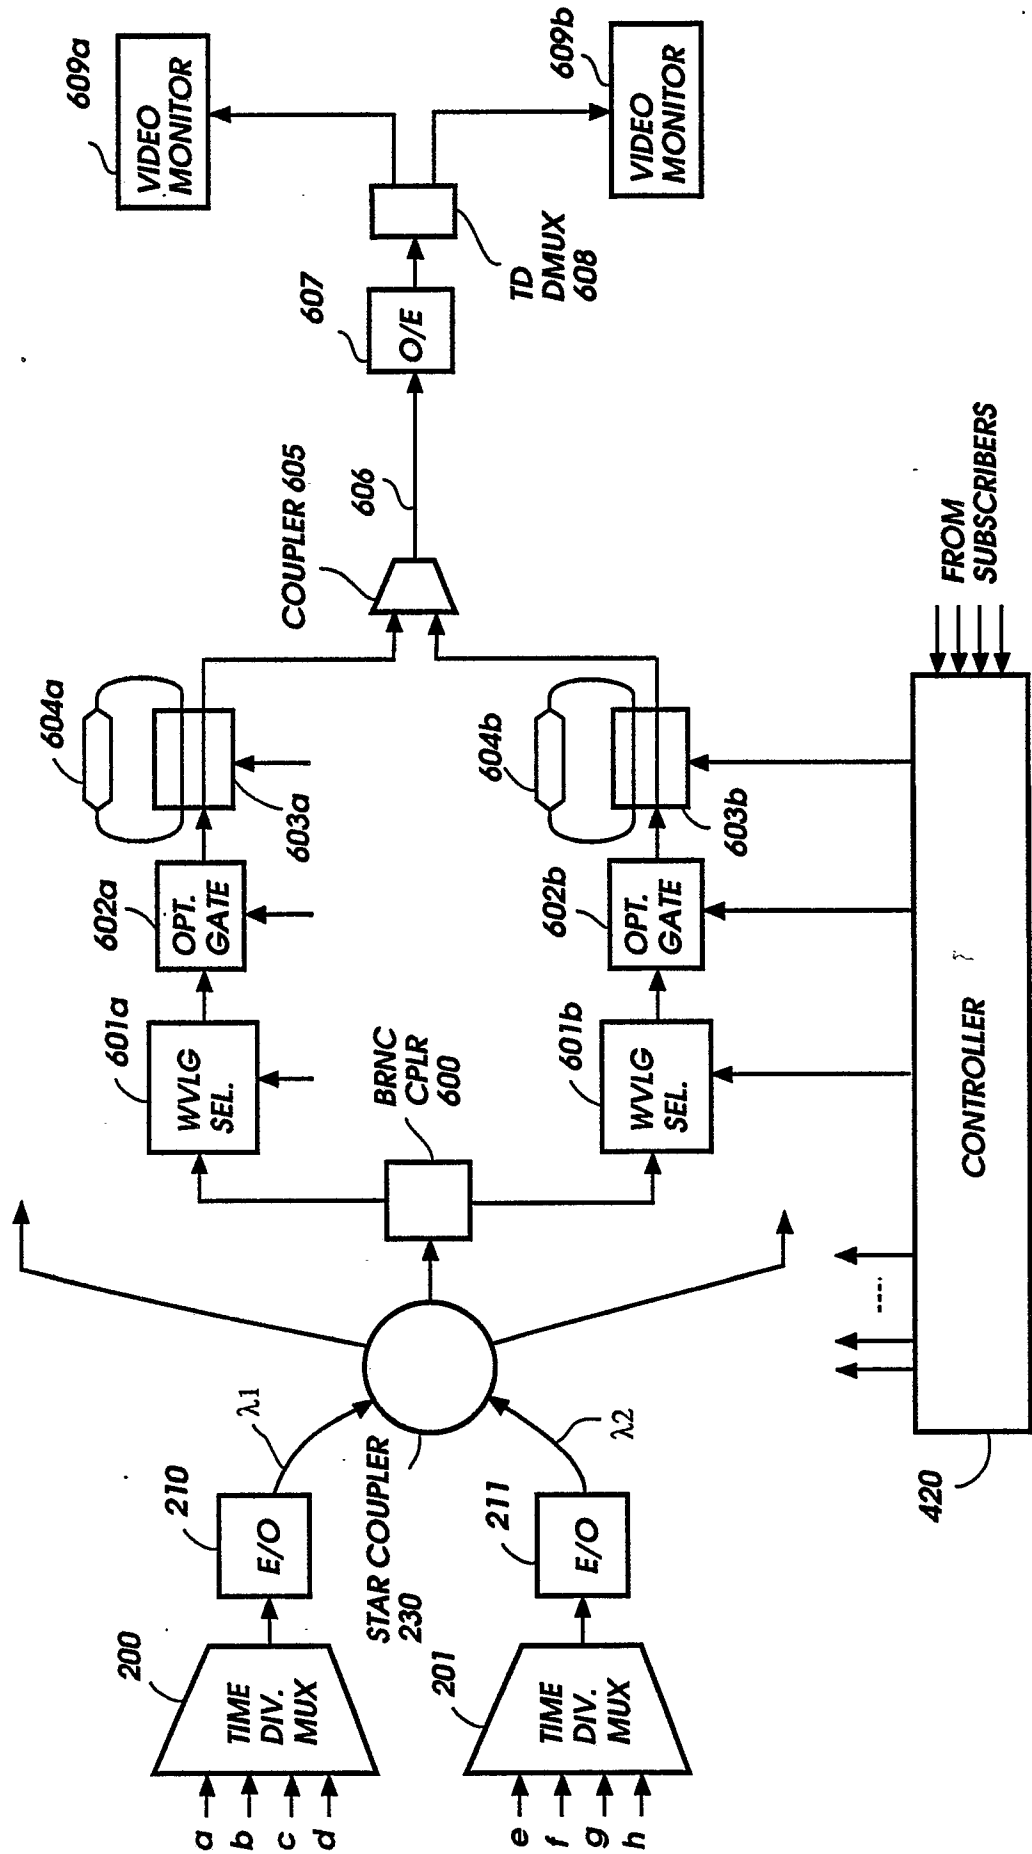 a
b
c
d
TIME
DIV.
MUX
200
E/O
210
λ1
e
f
g
h
TIME
DIV.
MUX
201
E/O
211
λ2
STAR COUPLER
230
BRNC
CPLR
600
WVLG
SEL.
601a
OPT.
GATE
602a
603a
604a
WVLG
SEL.
601b
OPT.
GATE
602b
603b
604b
COUPLER 605
606
O/E
607
TD
DMUX
608
VIDEO
MONITOR
609a
VIDEO
MONITOR
609b
CONTROLLER
420
FROM
SUBSCRIBERS